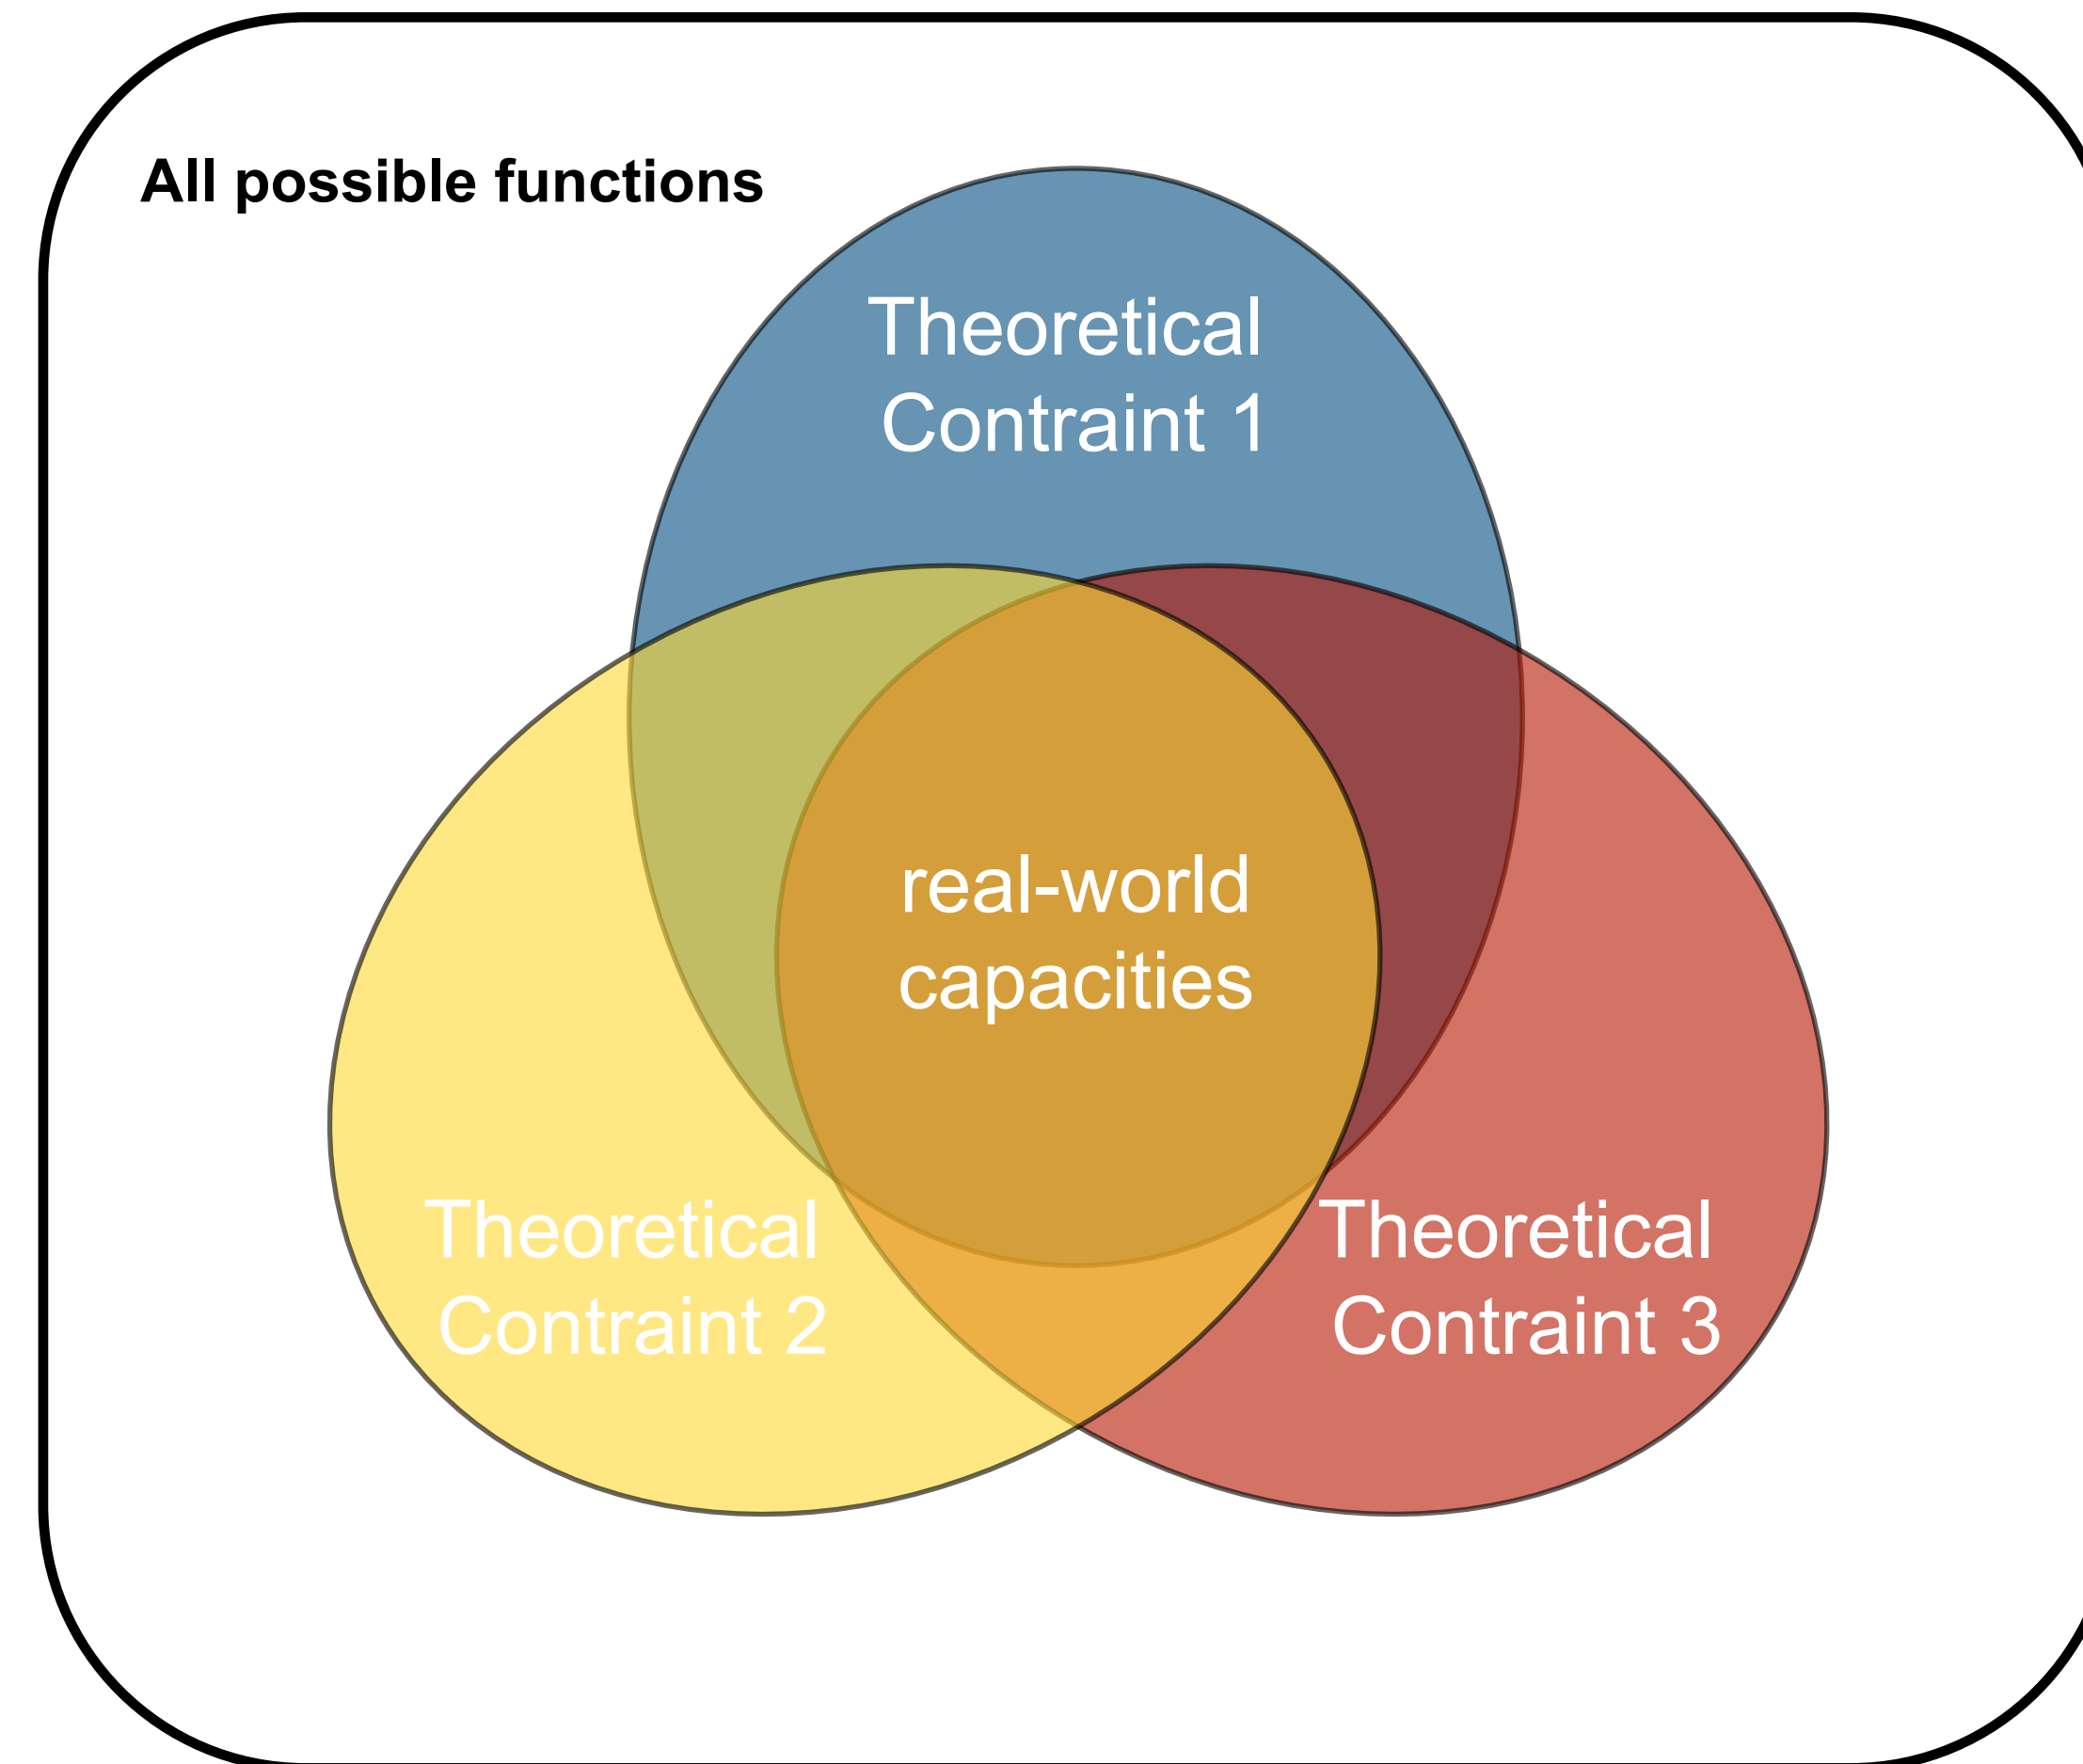 All possible functions
Theoretical
Contraint 1
real-world
capacities
Theoretical
Contraint 2
Theoretical
Contraint 3